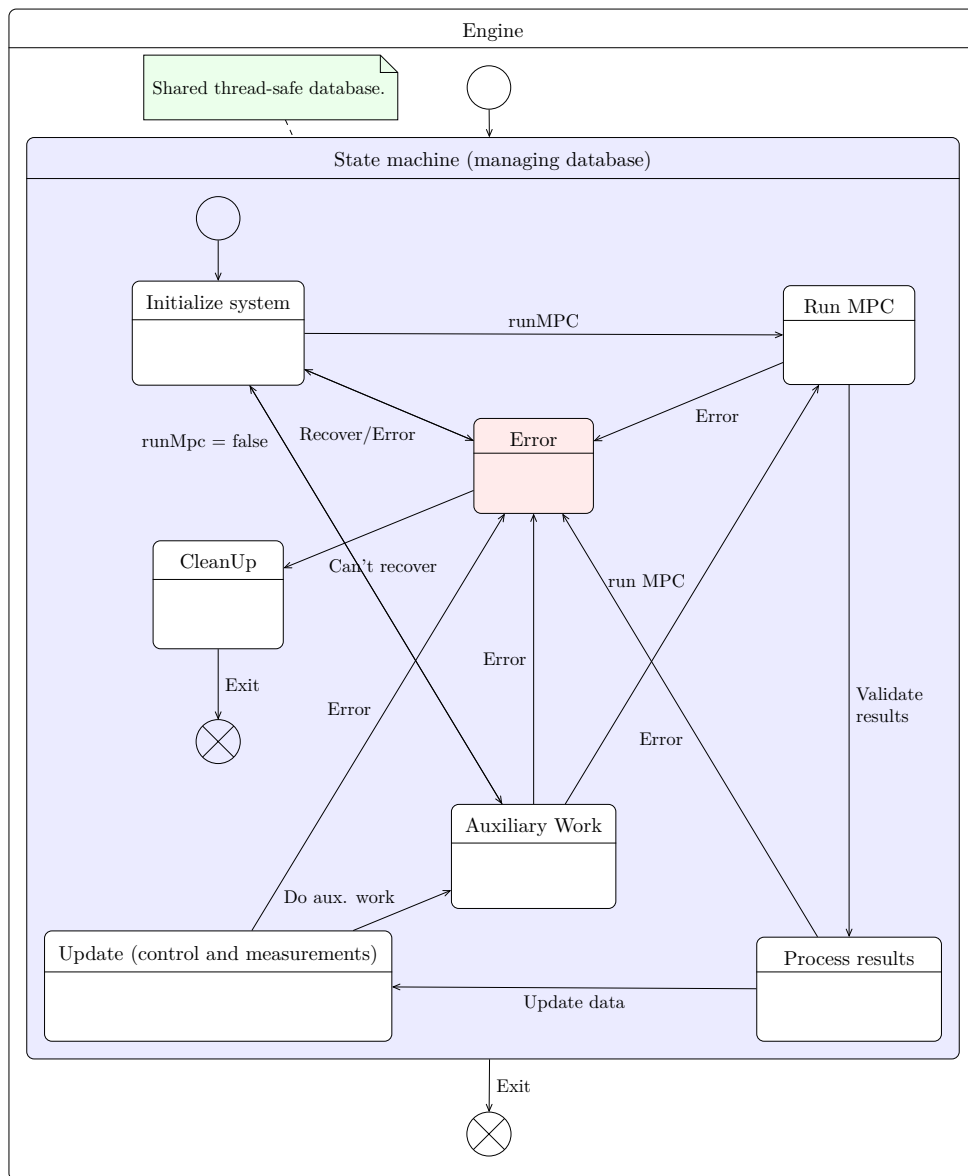 Engine
Shared thread-safe database.
State machine (managing database)
Initialize system
Run MPC
runMPC
Error
Recover/Error
runMpc = false
Error
CleanUp
Can't recover
run MPC
Error
Exit
Validate
results
Error
Error
Auxiliary Work
Do aux. work
Update (control and measurements)
Process results
Update data
Exit